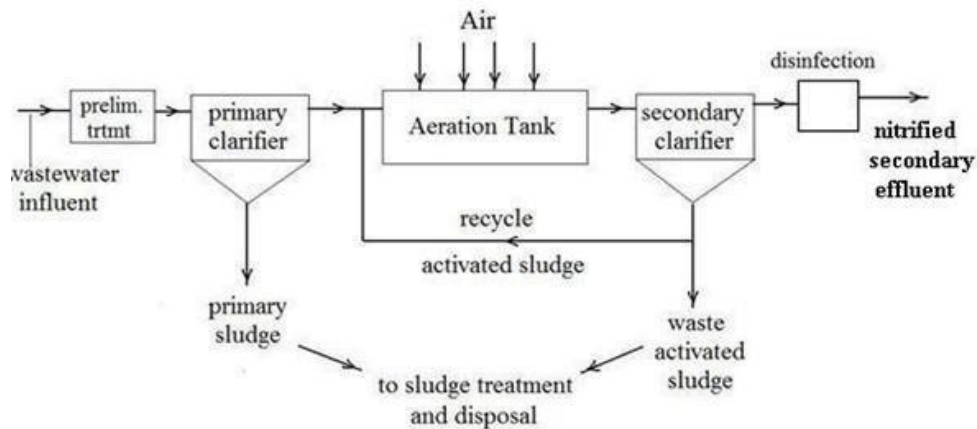 Air
disinfection
prelim.
trtmt
primary
clarifier
Aeration Tank
secondary
clarifier
wastewater
influent
nitrified
secondary
effluent
recycle
activated sludge
primary
sludge
waste
activated
sludge
to sludge treatment
and disposal